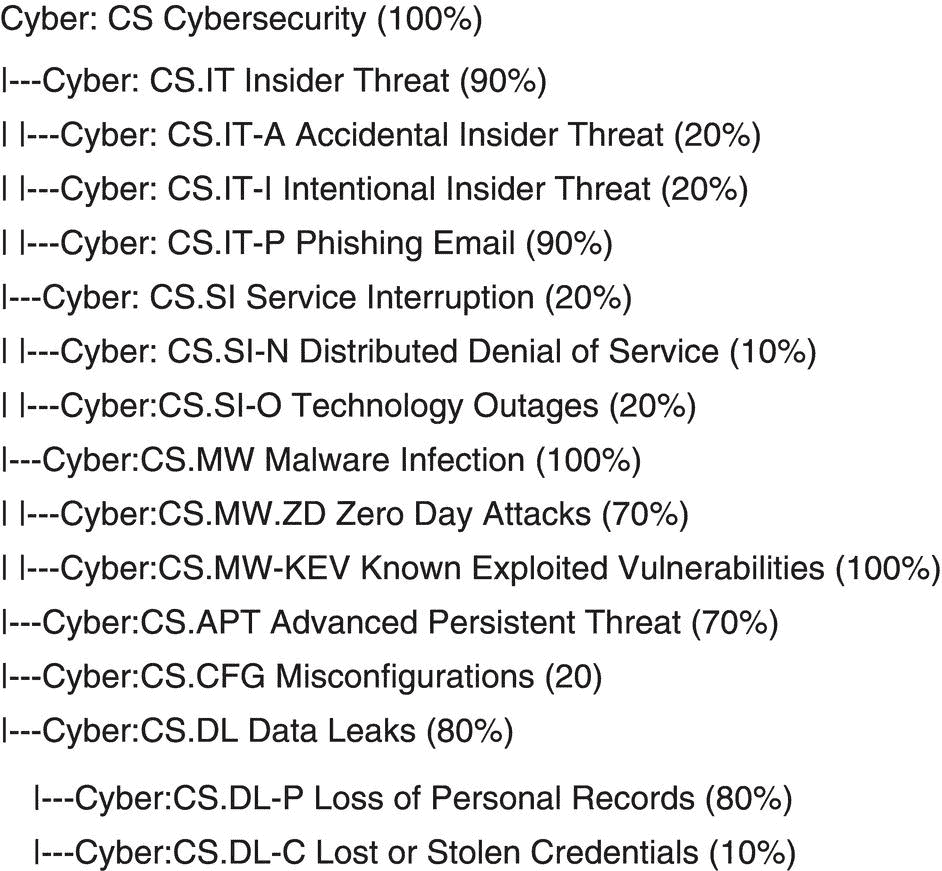 Cyber: CS Cybersecurity (100%)
|---Cyber: CS.IT Insider Threat (90%)
| |---Cyber: CS.IT-A Accidental Insider Threat (20%)
| |---Cyber: CS.IT-I Intentional Insider Threat (20%)
| |---Cyber: CS.IT-P Phishing Email (90%)
|---Cyber: CS.SI Service Interruption (20%)
| |---Cyber: CS.SI-N Distributed Denial of Service (10%)
| |---Cyber:CS.SI-O Technology Outages (20%)
|---Cyber:CS.MW Malware Infection (100%)
| |---Cyber:CS.MW.ZD Zero Day Attacks (70%)
| |---Cyber:CS.MW-KEV Known Exploited Vulnerabilities (100%)
|---Cyber:CS.APT Advanced Persistent Threat (70%)
|---Cyber:CS.CFG Misconfigurations (20)
|---Cyber:CS.DL Data Leaks (80%)
|---Cyber:CS.DL-P Loss of Personal Records (80%)
|---Cyber:CS.DL-C Lost or Stolen Credentials (10%)